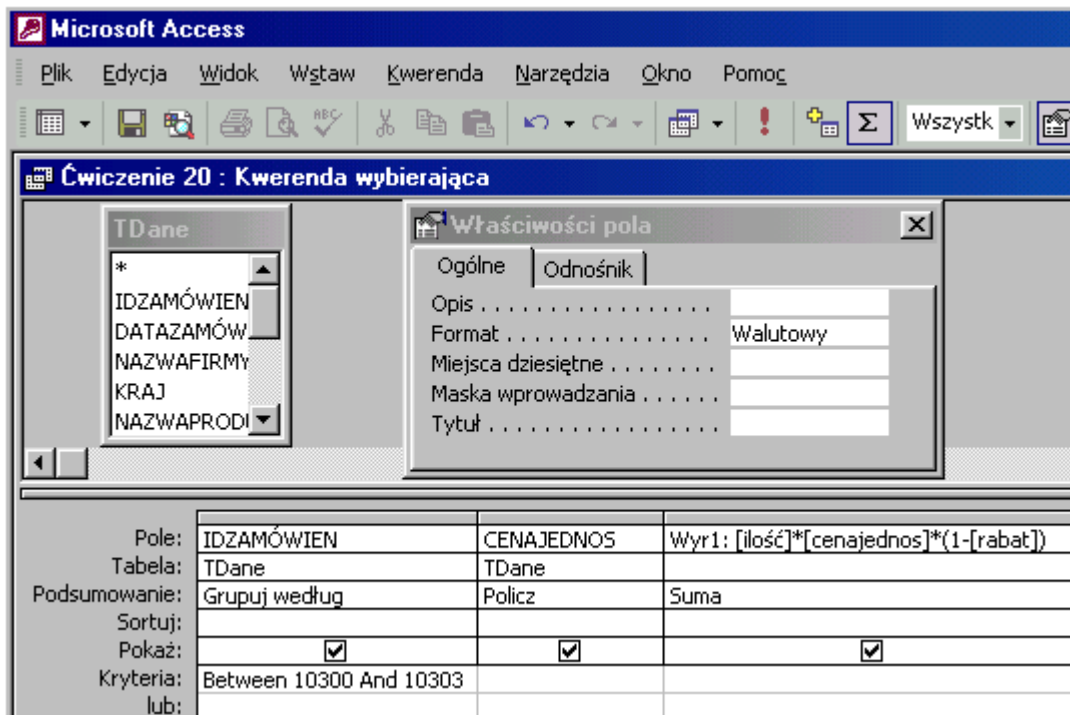 Microsoft Access
Plik Edycja Widok Wstaw Kwerenda Narzędzia Okno Pomoc
ABC Σ Wszystk
Ćwiczenie 20 : Kwerenda wybierająca
TDane
*
IDZAMÓWIEN
DATAZAMÓW
NAZWAFIRMY
KRAJ
NAZWAPRODU
Właściwości pola
Ogólne Odnośnik
Opis . . . . . . . . . . . . . . . . . .
Format . . . . . . . . . . . . . . . . Walutowy
Miejsca dziesiętne . . . . . . . .
Maska wprowadzania . . . . . .
Tytuł . . . . . . . . . . . . . . . . . .
Pole: IDZAMÓWIEN CENAJEDNOS Wyr1: [ilość]*[cenajednos]*(1-[rabat])
Tabela: TDane TDane
Podsumowanie: Grupuj według Policz Suma
Sortuj:
Pokaż:
Kryteria: Between 10300 And 10303
lub: